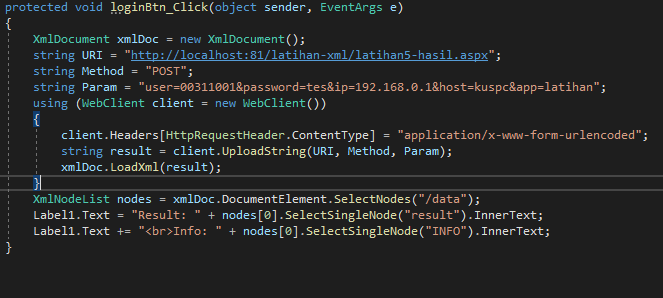 protected void loginBtn_Click(object sender, EventArgs e)
{
XmlDocument xmlDoc = new XmlDocument();
string URI = "http://localhost:81/latihan-xml/latihan5-hasil.aspx";
string Method = "POST";
string Param = "user=00311001&password=tes&ip=192.168.0.1&host=kuspc&app=latihan";
using (WebClient client = new WebClient())
{
client.Headers[HttpRequestHeader.ContentType] = "application/x-www-form-urlencoded";
string result = client.UploadString(URI, Method, Param);
xmlDoc.LoadXml(result);
}
XmlNodeList nodes = xmlDoc.DocumentElement.SelectNodes("/data");
Label1.Text = "Result: " + nodes[0].SelectSingleNode("result").InnerText;
Label1.Text += "<br>Info: " + nodes[0].SelectSingleNode("INFO").InnerText;
}